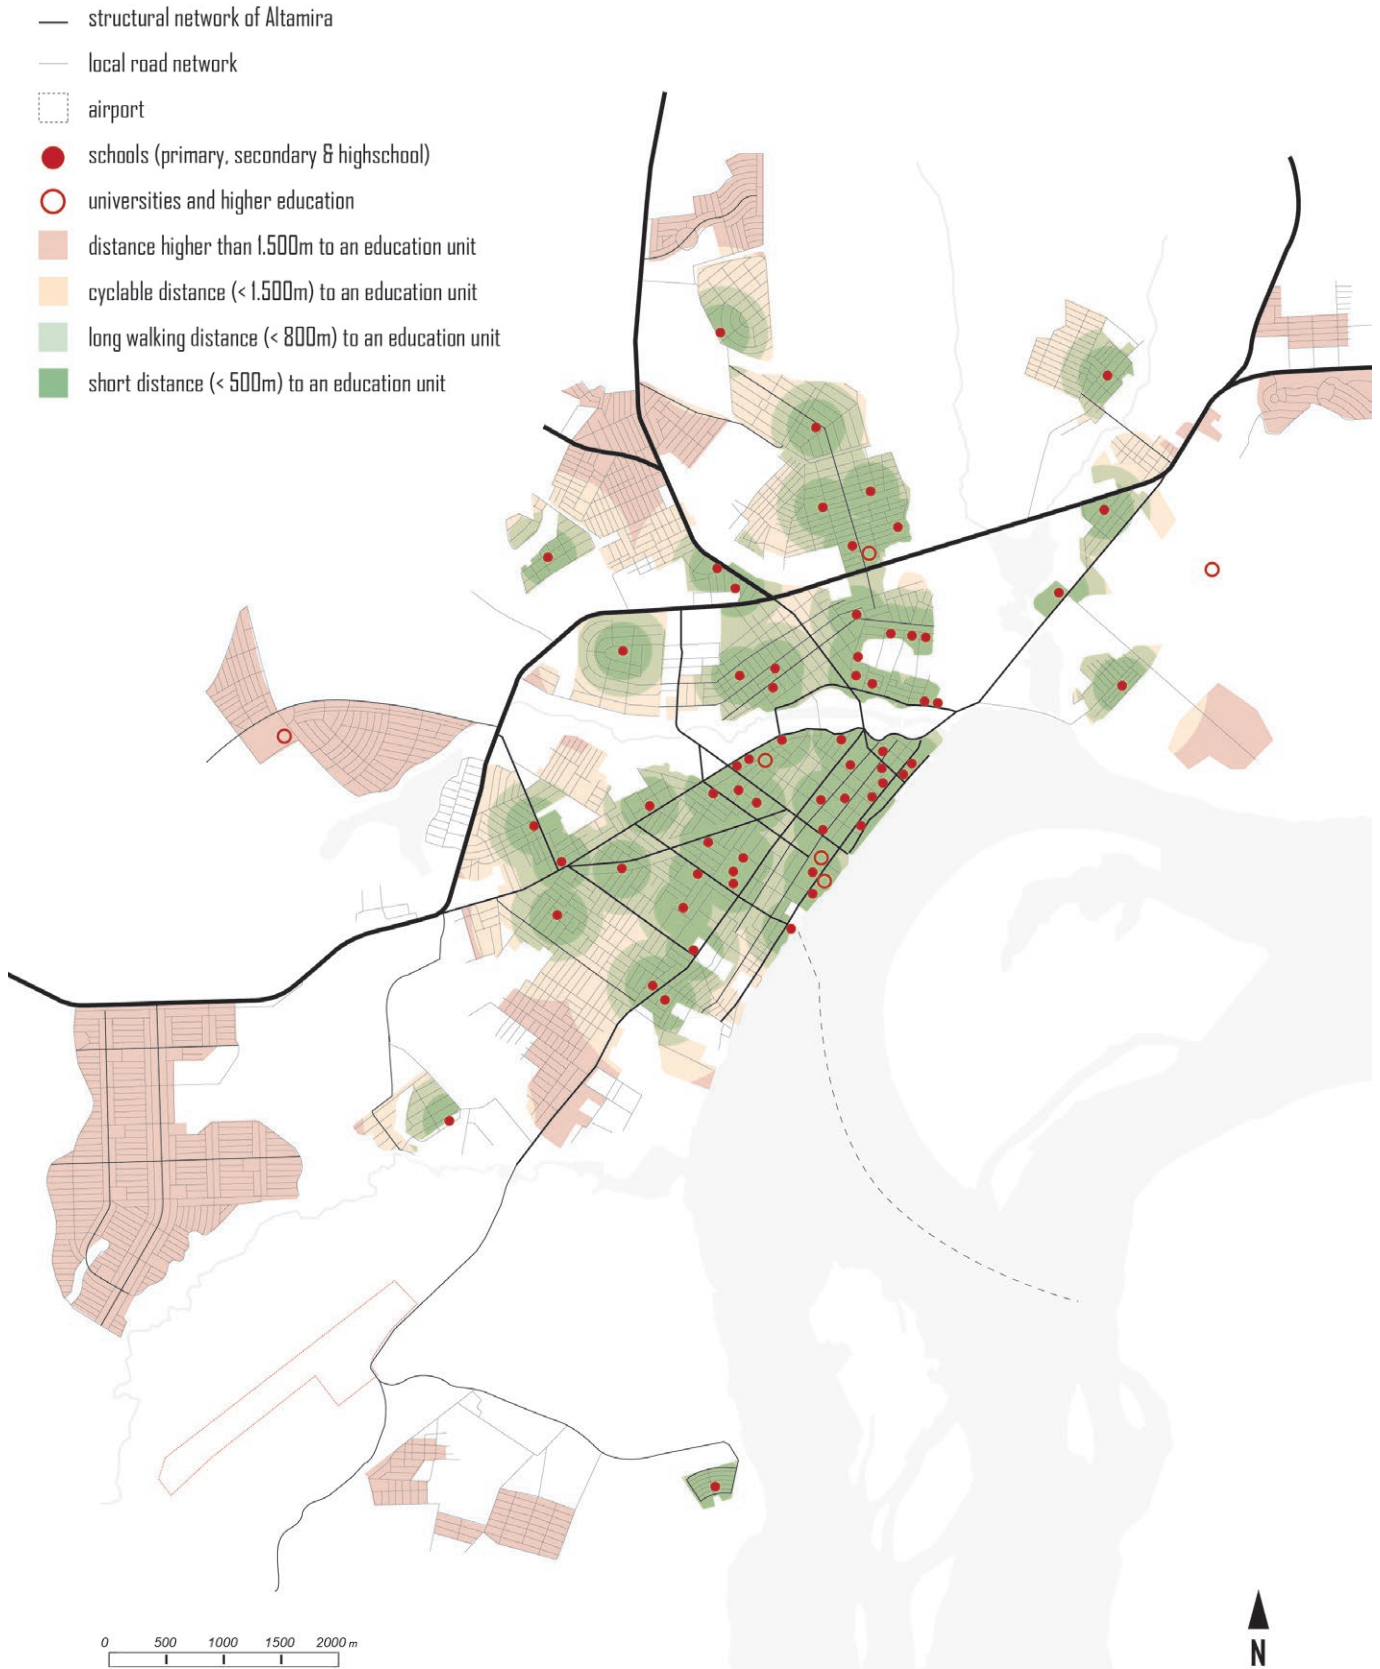 structural network of Altamira
local road network
airport
schools (primary, secondary & highschool)
universities and higher education
distance higher than 1.500m to an education unit
cyclable distance (< 1.500m) to an education unit
long walking distance (< 800m) to an education unit
short distance (< 500m) to an education unit
0 500 1000 1500 2000 m
N